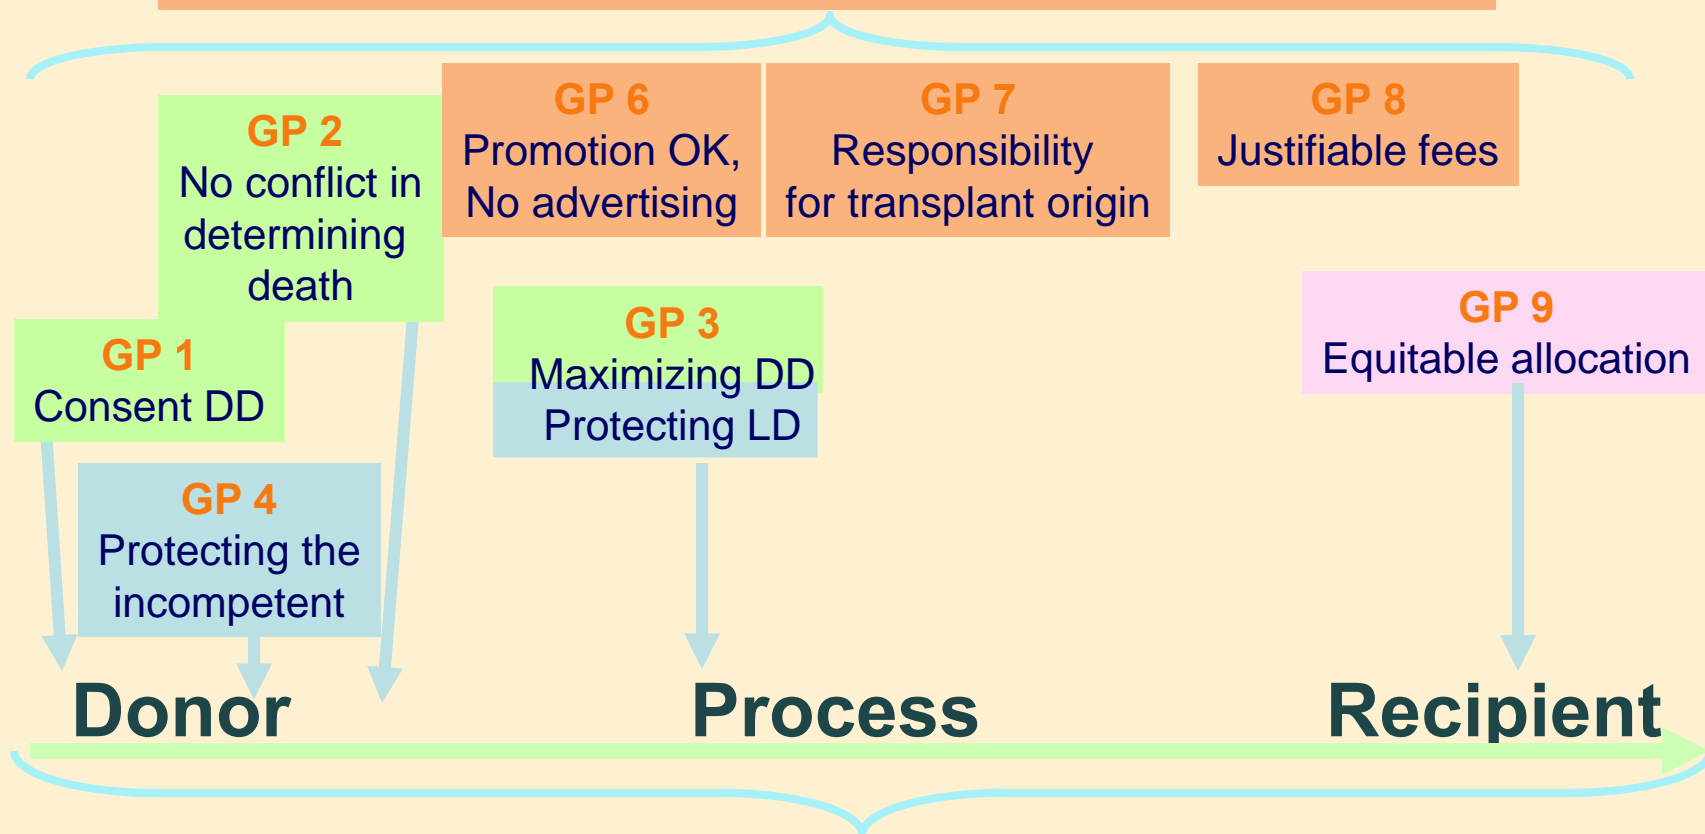 GP 2
No conflict in
determining
death
GP 6
Promotion OK,
No advertising
GP 7
Responsibility
for transplant origin
GP 8
Justifiable fees
GP 1
Consent DD
GP 3
Maximizing DD
Protecting LD
GP 9
Equitable allocation
GP 4
Protecting the
incompetent
Donor
Process
Recipient